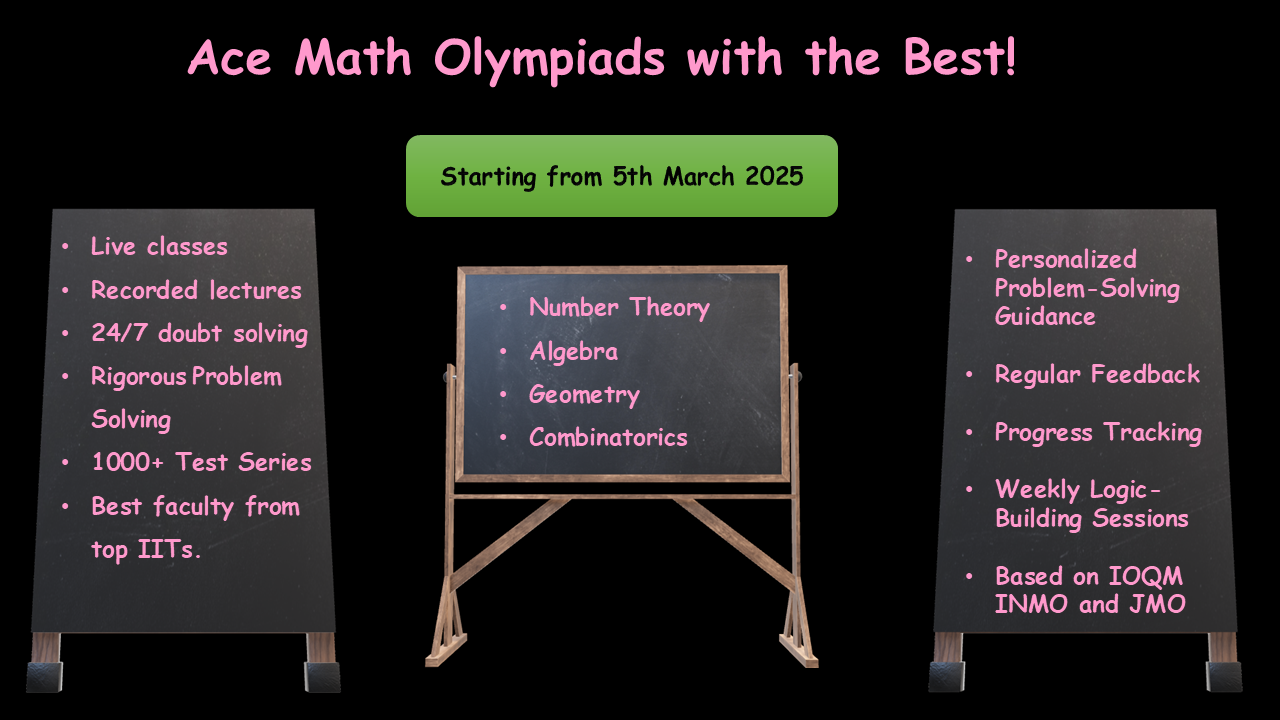 Ace Math Olympiads with the Best!
Starting from 5th March 2025
• Live classes
• Recorded lectures
• 24/7 doubt solving
• Rigorous Problem
Solving
• 1000+ Test Series
• Best faculty from
top IITs.
• Number Theory
• Algebra
• Geometry
• Combinatorics
• Personalized
Problem-Solving
Guidance
• Regular Feedback
• Progress Tracking
• Weekly Logic-
Building Sessions
• Based on IOQM
INMO and JMO